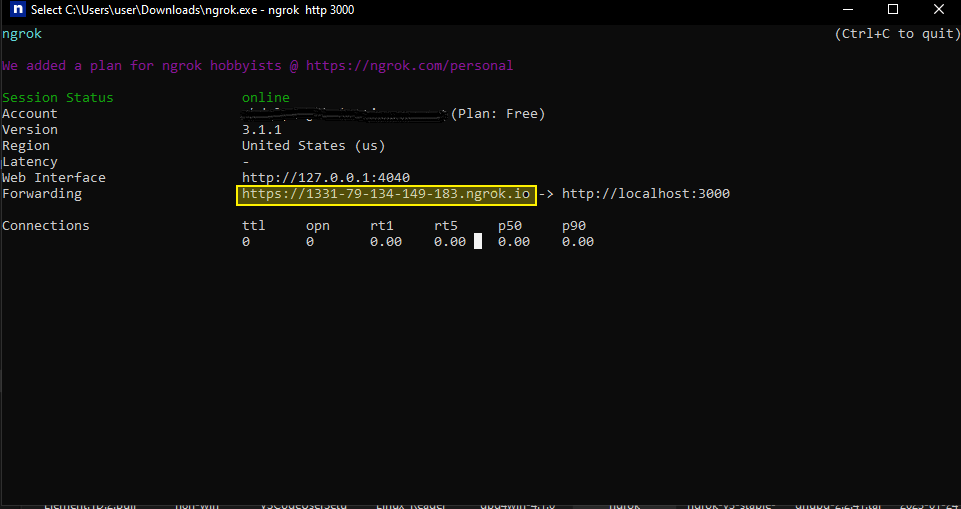 n Select C:\Users\user\Downloads\ngrok.exe - ngrok http 3000
ngrok (Ctrl+C to quit)
We added a plan for ngrok hobbyists @ https://ngrok.com/personal
Session Status online
Account (Plan: Free)
Version 3.1.1
Region United States (us)
Latency -
Web Interface http://127.0.0.1:4040
Forwarding https://1331-79-134-149-183.ngrok.io -> http://localhost:3000
Connections ttl opn rt1 rt5 p50 p90
0 0 0.00 0.00 0.00 0.00